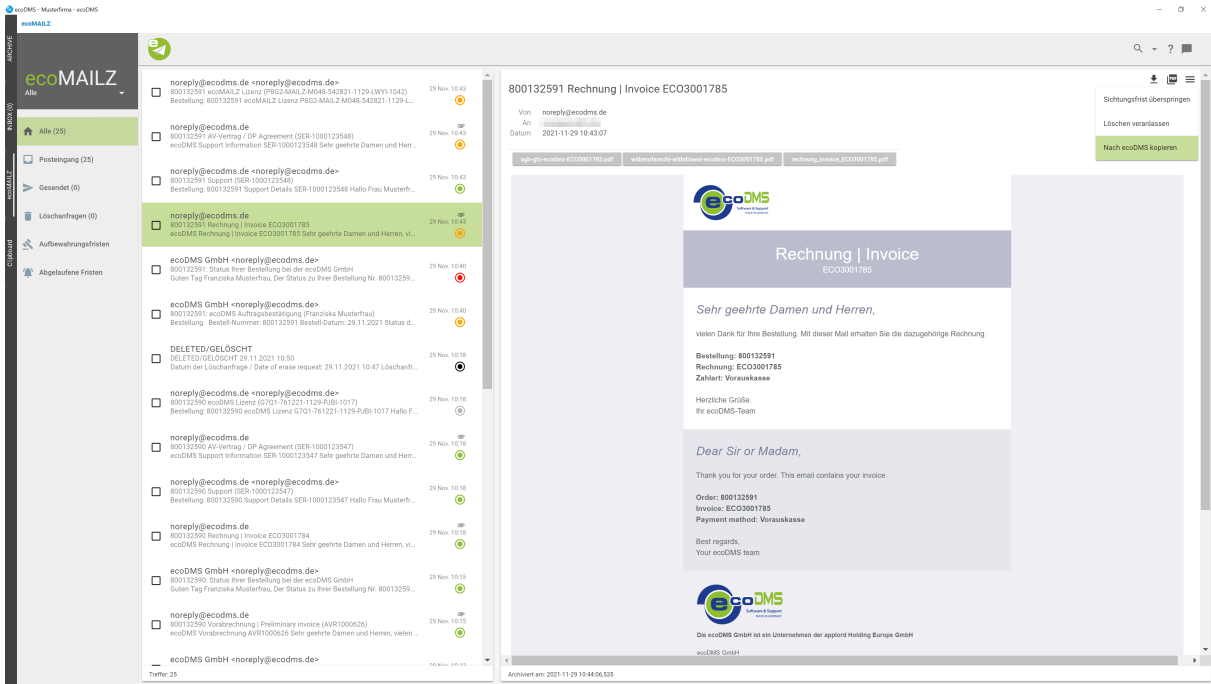 ecoDMS - Musterfirma - ecoDMS
ecoMAILZ
ARCHIVE
INBOX (0)
ecoMAILZ
Clipboard
ecoMAILZ
Alle
Alle (25)
Posteingang (25)
Gesendet (0)
Löschanfragen (0)
Aufbewahrungsfristen
Abgelaufene Fristen
noreply@ecodms.de <noreply@ecodms.de>
29 Nov. 10:43
800132591 ecoMAILZ Lizenz (P8G2-MAILZ-M048-542821-1129-LWYI-1042)
Bestellung: 800132591 ecoMAILZ Lizenz P8G2-MAILZ-M048-542821-1129-L...
noreply@ecodms.de
29 Nov. 10:43
800132591 AV-Vertrag / DP Agreement (SER-1000123548)
ecoDMS Support Information SER-1000123548 Sehr geehrte Damen und Herr...
noreply@ecodms.de <noreply@ecodms.de>
29 Nov. 10:43
800132591 Support (SER-1000123548)
Bestellung: 800132591 Support Details SER-1000123548 Hallo Frau Musterfr...
noreply@ecodms.de
29 Nov. 10:43
800132591 Rechnung | Invoice ECO3001785
ecoDMS Rechnung | Invoice ECO3001785 Sehr geehrte Damen und Herren, vi...
ecoDMS GmbH <noreply@ecodms.de>
29 Nov. 10:40
800132591: Status Ihrer Bestellung bei der ecoDMS GmbH
Guten Tag Franziska Musterfrau, Der Status zu Ihrer Bestellung Nr. 80013259...
ecoDMS GmbH <noreply@ecodms.de>
29 Nov. 10:40
800132591: ecoDMS Auftragsbestätigung (Franziska Musterfrau)
Bestellung Bestell-Nummer: 800132591 Bestell-Datum: 29.11.2021 Status d...
DELETED/GELÖSCHT
29 Nov. 10:18
DELETED/GELÖSCHT 29.11.2021 10:50
Datum der Löschanfrage / Date of erase request: 29.11.2021 10:47 Löschanfr...
noreply@ecodms.de <noreply@ecodms.de>
29 Nov. 10:18
800132590 ecoDMS Lizenz (G7Q1-761221-1129-PJBI-1017)
Bestellung: 800132590 ecoDMS Lizenz G7Q1-761221-1129-PJBI-1017 Hallo F...
noreply@ecodms.de
29 Nov. 10:18
800132590 AV-Vertrag / DP Agreement (SER-1000123547)
ecoDMS Support Information SER-1000123547 Sehr geehrte Damen und Herr...
noreply@ecodms.de <noreply@ecodms.de>
29 Nov. 10:18
800132590 Support (SER-1000123547)
Bestellung: 800132590 Support Details SER-1000123547 Hallo Frau Musterfr...
noreply@ecodms.de
29 Nov. 10:18
800132590 Rechnung | Invoice ECO3001784
ecoDMS Rechnung | Invoice ECO3001784 Sehr geehrte Damen und Herren, vi...
ecoDMS GmbH <noreply@ecodms.de>
29 Nov. 10:15
800132590: Status Ihrer Bestellung bei der ecoDMS GmbH
Guten Tag Franziska Musterfrau, Der Status zu Ihrer Bestellung Nr. 80013259...
noreply@ecodms.de
29 Nov. 10:15
800132590 Vorabrechnung | Preliminary invoice (AVR1000626)
ecoDMS Vorabrechnung AVR1000626 Sehr geehrte Damen und Herren, vielen ...
ecoDMS GmbH <noreply@ecodms.de>
Treffer: 25
800132591 Rechnung | Invoice ECO3001785
PDF
Sichtungsfrist überspringen
Löschen veranlassen
Nach ecoDMS kopieren
Von noreply@ecodms.de
An
Datum 2021-11-29 10:43:07
agb-gtc-ecodms-ECO3001785.pdf
widerrufsrecht-withdrawal-ecodms-ECO3001785.pdf
rechnung_invoice_ECO3001785.pdf
ecoDMS
Software & Support
MADE IN GERMANY
Rechnung | Invoice
ECO3001785
Sehr geehrte Damen und Herren,
vielen Dank für Ihre Bestellung. Mit dieser Mail erhalten Sie die dazugehörige Rechnung.
Bestellung: 800132591
Rechnung: ECO3001785
Zahlart: Vorauskasse
Herzliche Grüße.
Ihr ecoDMS-Team
Dear Sir or Madam,
Thank you for your order. This email contains your invoice.
Order: 800132591
Invoice: ECO3001785
Payment method: Vorauskasse
Best regards,
Your ecoDMS team
ecoDMS
Software & Support
MADE IN GERMANY
Die ecoDMS GmbH ist ein Unternehmen der applord Holding Europe GmbH
ecoDMS GmbH
Archiviert am: 2021-11-29 10:44:06,535